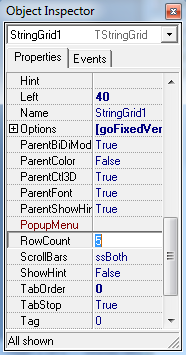 Object Inspector
StringGrid1 TStringGrid
Properties Events
Hint
Left 40
Name StringGrid1
Options [goFixedVer
ParentBiDiMod True
ParentColor False
ParentCtl3D True
ParentFont True
ParentShowHin True
PopupMenu
RowCount 5
ScrollBars ssBoth
ShowHint False
TabOrder 0
TabStop True
Tag 0
All shown